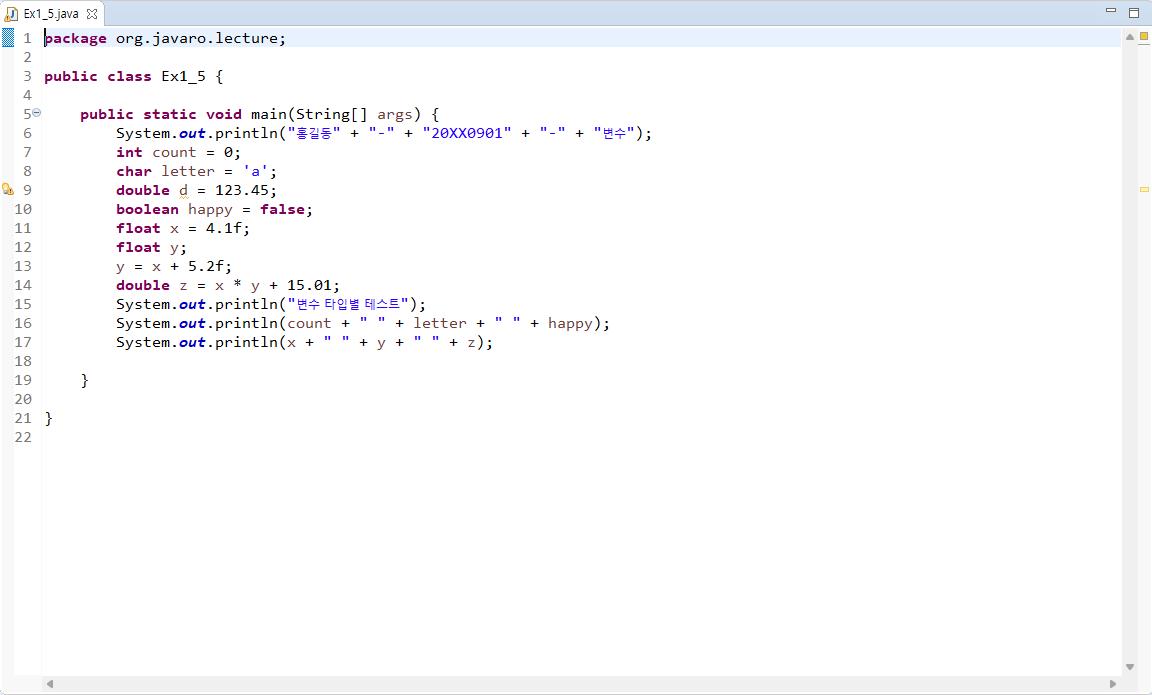 Ex1_5.java
1 package org.javaro.lecture;
2
3 public class Ex1_5 {
4
5 public static void main(String[] args) {
6 System.out.println("홍길동" + "-" + "20XX0901" + "-" + "변수");
7 int count = 0;
8 char letter = 'a';
9 double d = 123.45;
10 boolean happy = false;
11 float x = 4.1f;
12 float y;
13 y = x + 5.2f;
14 double z = x * y + 15.01;
15 System.out.println("변수 타입별 테스트");
16 System.out.println(count + " " + letter + " " + happy);
17 System.out.println(x + " " + y + " " + z);
18
19 }
20
21 }
22